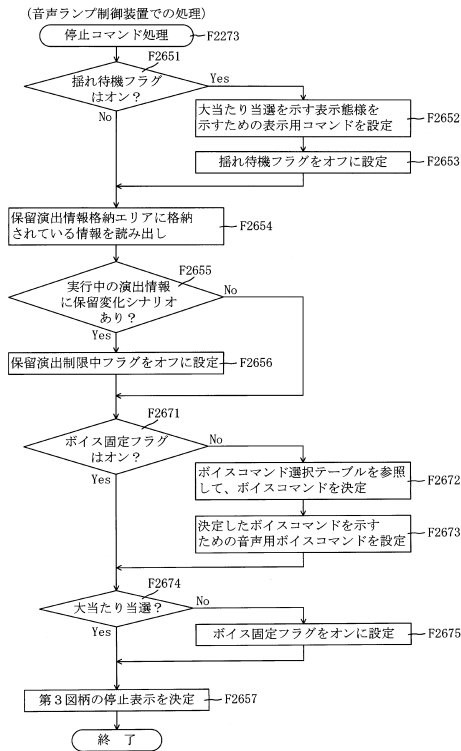 (音声ランプ制御装置での処理)
停止コマンド処理
F2273
F2651
揺れ待機フラグ
はオン?
Yes
No
大当たり当選を示す表示態様を
示すための表示用コマンドを設定
F2652
揺れ待機フラグをオフに設定
F2653
保留演出情報格納エリアに格納
されている情報を読み出し
F2654
F2655
実行中の演出情報
に保留変化シナリオ
あり?
No
Yes
保留演出制限中フラグをオフに設定
F2656
F2671
ボイス固定フラグ
はオン?
No
Yes
ボイスコマンド選択テーブルを参照
して、ボイスコマンドを決定
F2672
決定したボイスコマンドを示す
ための音声用ボイスコマンドを設定
F2673
F2674
大当たり当選?
No
Yes
ボイス固定フラグをオンに設定
F2675
第3図柄の停止表示を決定
F2657
終 了